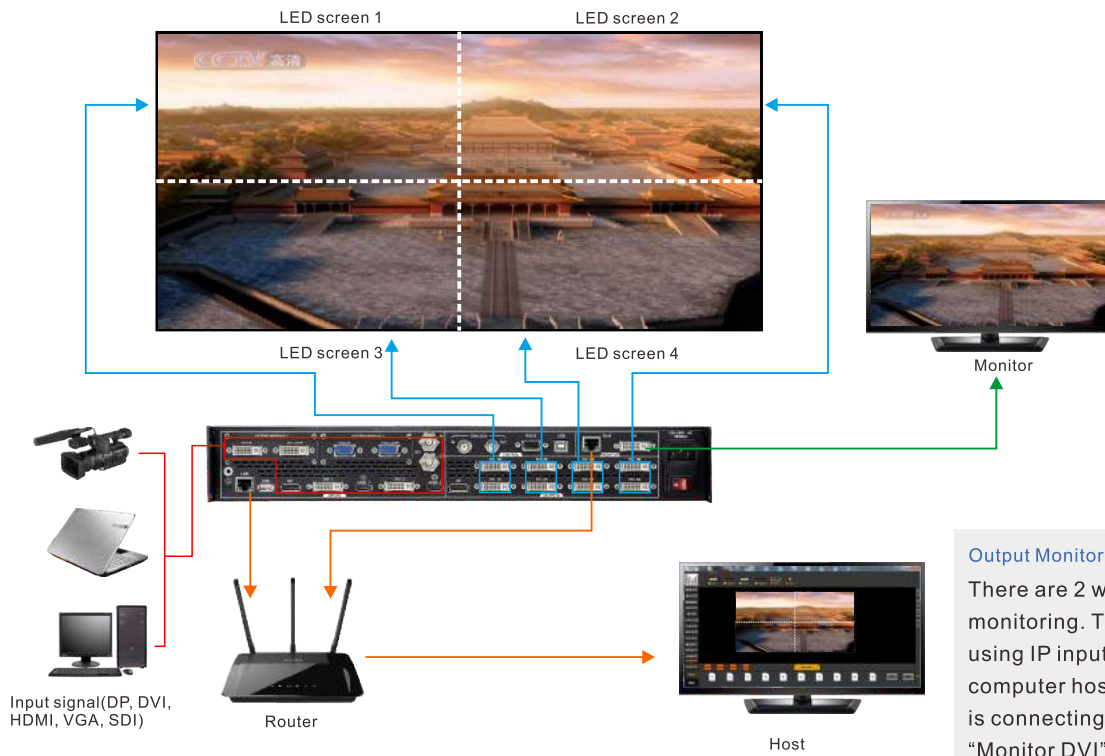 LED screen 1
LED screen 2
CCTV 高清
LED screen 3
LED screen 4
Monitor
Input signal(DP, DVI,
HDMI, VGA, SDI)
Router
Host
Output Monitor
There are 2 w
monitoring. T
using IP input
computer hos
is connecting
“Monitor DVI”